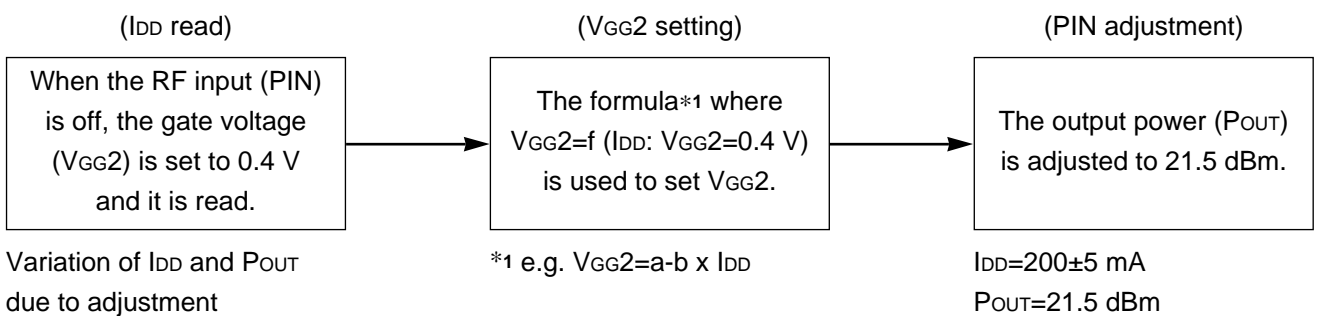 (IDD read)
When the RF input (PIN)
is off, the gate voltage
(VGG2) is set to 0.4 V
and it is read.
Variation of IDD and POUT
due to adjustment
(VGG2 setting)
The formula*1 where
VGG2=f (IDD: VGG2=0.4 V)
is used to set VGG2.
*1 e.g. VGG2=a-b x IDD
(PIN adjustment)
The output power (POUT)
is adjusted to 21.5 dBm.
IDD=200±5 mA
POUT=21.5 dBm